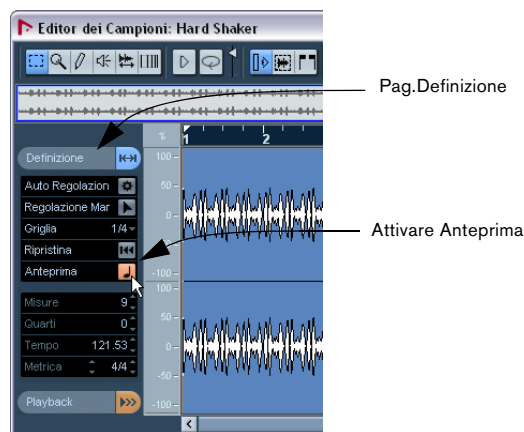 Editor dei Campioni: Hard Shaker
Pag.Definizione
% 1 2
Definizione
100
Auto Regolazion
50
Regolazione Mar
0
Griglia 1/4
Ripristina
Attivare Anteprima
Anteprima
-100
100
Misure 9
50
Quarti 0
Tempo 121.53
0
Metrica 4/4
-50
Playback
-100